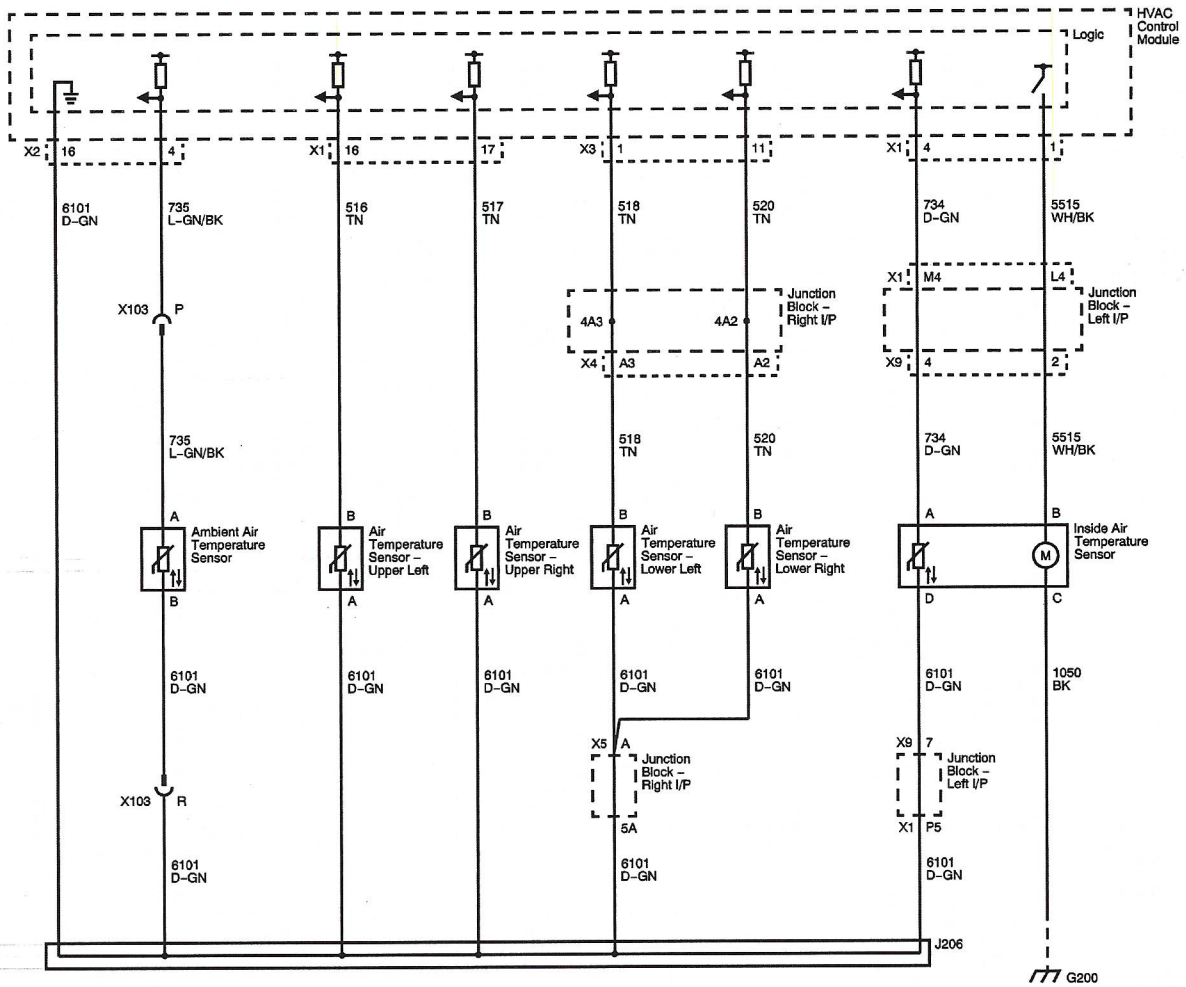 HVAC
Control
Module
Logic
X2 16 4
X1 16 17
X3 1 11
X1 4 1
6101
D-GN
735
L-GN/BK
516
TN
517
TN
518
TN
520
TN
734
D-GN
5515
WH/BK
X1 M4 L4
X103 P
Junction
Block –
Right I/P
Junction
Block –
Left I/P
4A3 4A2
X4 A3 A2
X9 4 2
735
L-GN/BK
518
TN
520
TN
734
D-GN
5515
WH/BK
A B B B B A B
Ambient Air
Temperature
Sensor
Air
Temperature
Sensor –
Upper Left
Air
Temperature
Sensor –
Upper Right
Air
Temperature
Sensor –
Lower Left
Air
Temperature
Sensor –
Lower Right
M
Inside Air
Temperature
Sensor
B A A A A D C
6101
D-GN
6101
D-GN
6101
D-GN
6101
D-GN
6101
D-GN
6101
D-GN
1050
BK
X5 A
Junction
Block –
Right I/P
X9 7
Junction
Block –
Left I/P
X103 R
5A
X1 P5
6101
D-GN
6101
D-GN
6101
D-GN
J206
G200